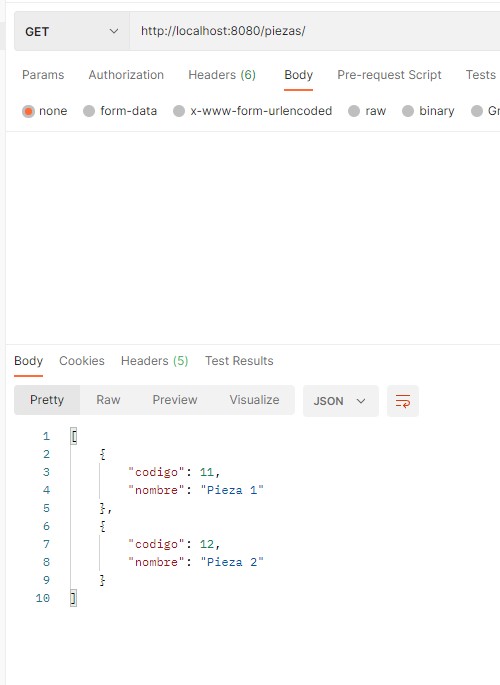 GET http://localhost:8080/piezas/
Params Authorization Headers (6) Body Pre-request Script Tests
none form-data x-www-form-urlencoded raw binary
Body Cookies Headers (5) Test Results
Pretty Raw Preview Visualize JSON
1 [
2 {
3 "codigo": 11,
4 "nombre": "Pieza 1"
5 },
6 {
7 "codigo": 12,
8 "nombre": "Pieza 2"
9 }
10 ]